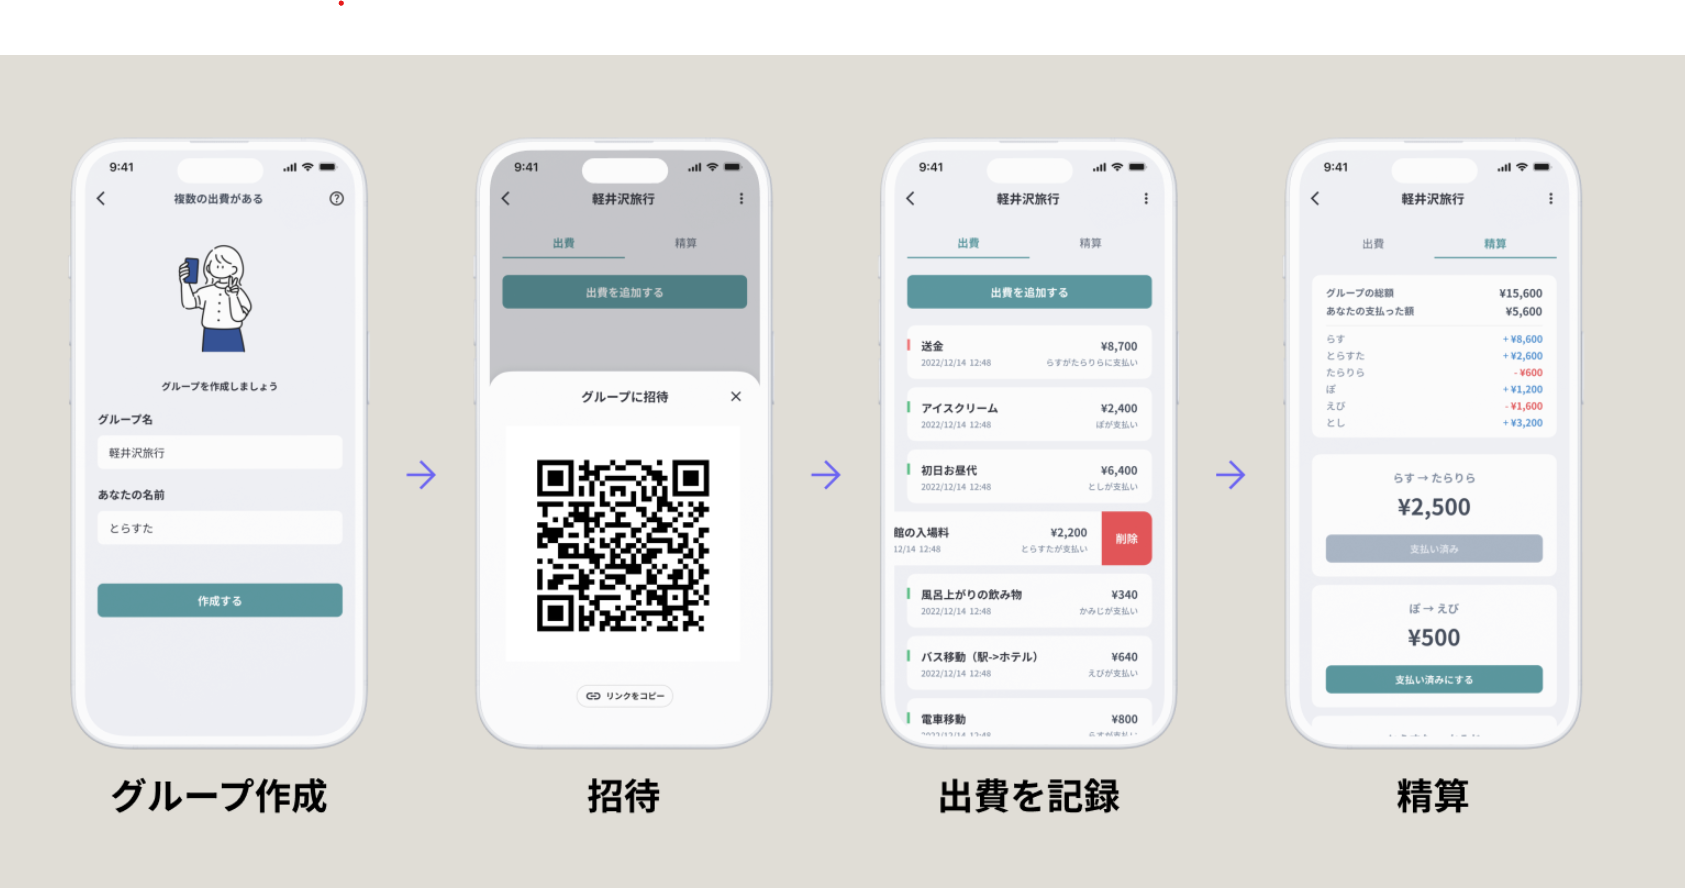 9:41
複数の出費がある
グループを作成しましょう
グループ名
軽井沢旅行
あなたの名前
とらすた
作成する
グループ作成
9:41
軽井沢旅行
出費
精算
出費を追加する
グループに招待
リンクをコピー
招待
9:41
軽井沢旅行
出費
精算
出費を追加する
送金 ¥8,700
2022/12/14 12:48 らすがたらりらに支払い
アイスクリーム ¥2,400
2022/12/14 12:48 ぽが支払い
初日お昼代 ¥6,400
2022/12/14 12:48 としが支払い
館の入場料 ¥2,200 削除
12/14 12:48 とらすたが支払い
風呂上がりの飲み物 ¥340
2022/12/14 12:48 かみじが支払い
バス移動（駅->ホテル） ¥640
2022/12/14 12:48 えびが支払い
電車移動 ¥800
出費を記録
9:41
軽井沢旅行
出費
精算
グループの総額 ¥15,600
あなたの支払った額 ¥5,600
らす + ¥8,600
とらすた + ¥2,600
たらりら - ¥600
ぽ + ¥1,200
えび - ¥1,600
とし + ¥3,200
らす→たらりら
¥2,500
支払い済み
ぽ→えび
¥500
支払い済みにする
精算